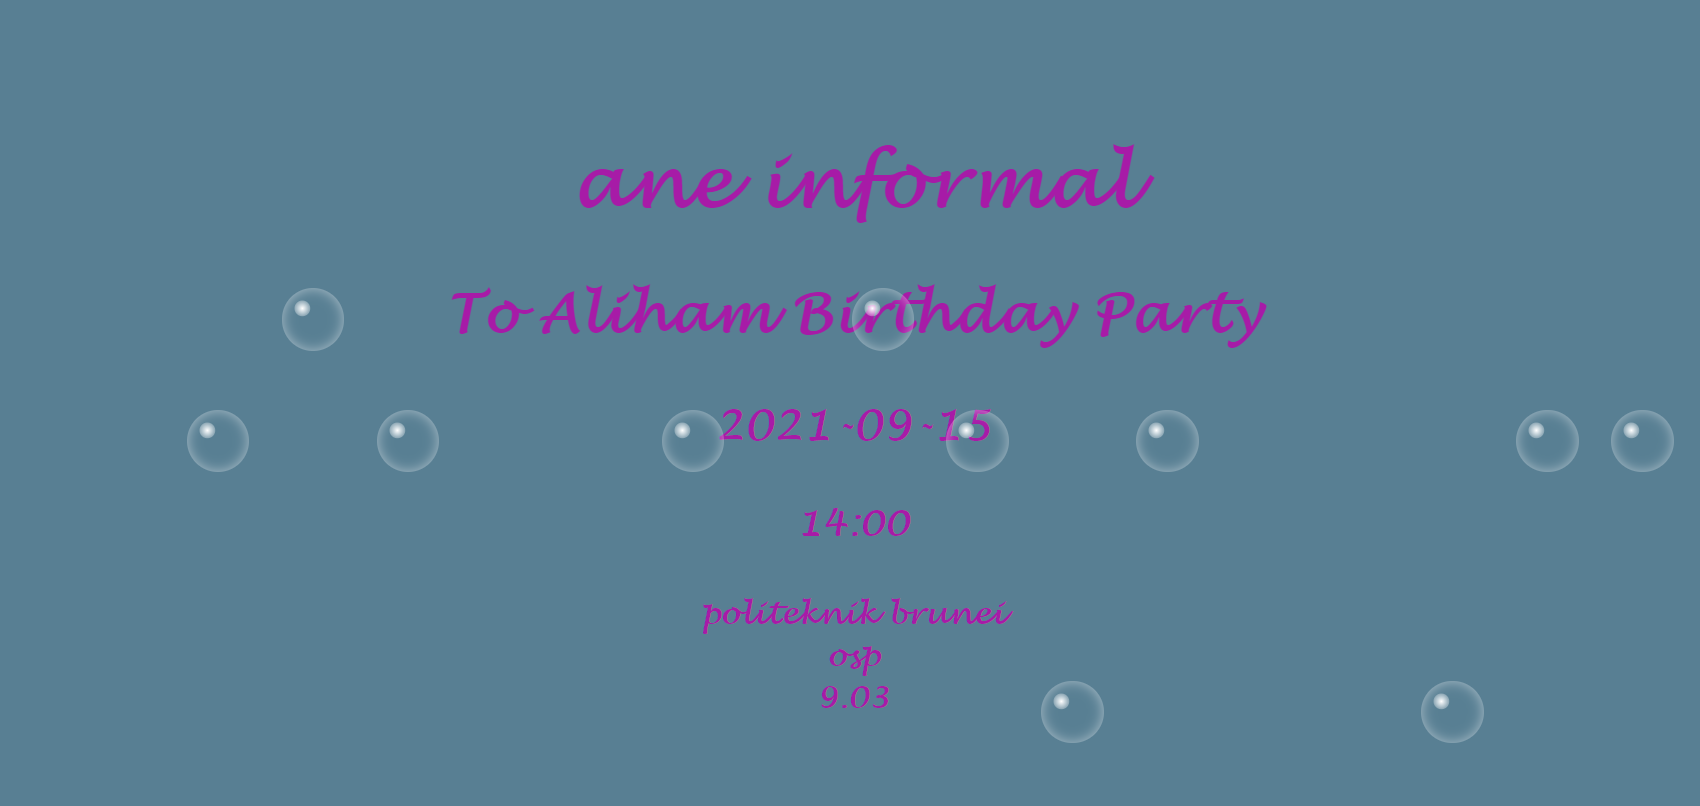 ane informal
To Aliham Birthday Party
2021-09-15
14:00
politeknik brunei
osp
9.03